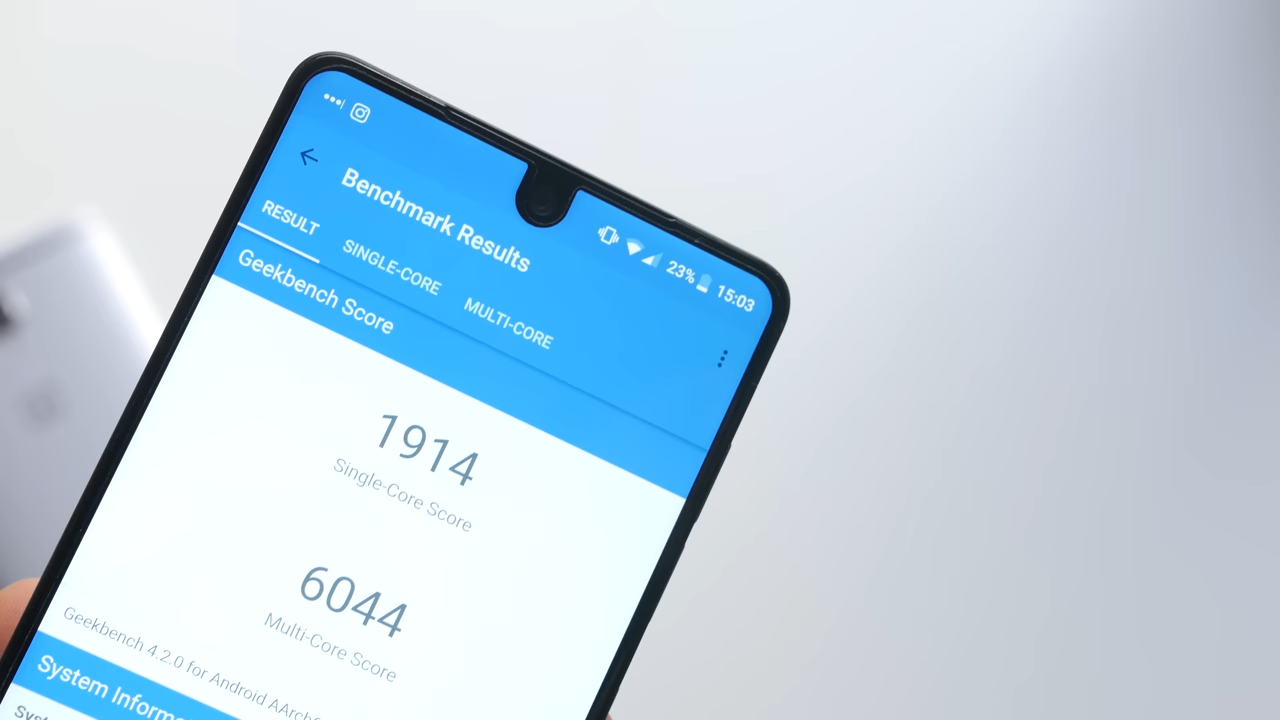 23% 15:03
Benchmark Results
RESULT SINGLE-CORE MULTI-CORE
Geekbench Score
1914
Single-Core Score
6044
Multi-Core Score
Geekbench 4.2.0 for Android
System